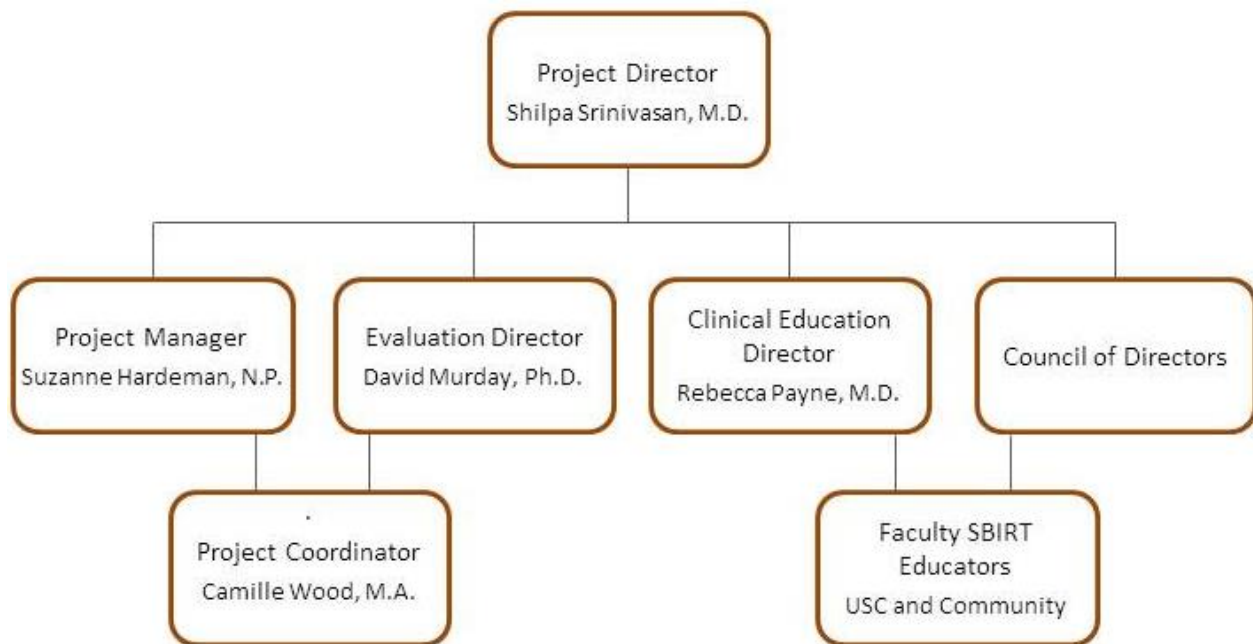 Project Director
Shilpa Srinivasan, M.D.
Project Manager
Suzanne Hardeman, N.P.
Evaluation Director
David Murday, Ph.D.
Clinical Education
Director
Rebecca Payne, M.D.
Council of Directors
.
Project Coordinator
Camille Wood, M.A.
Faculty SBIRT
Educators
USC and Community